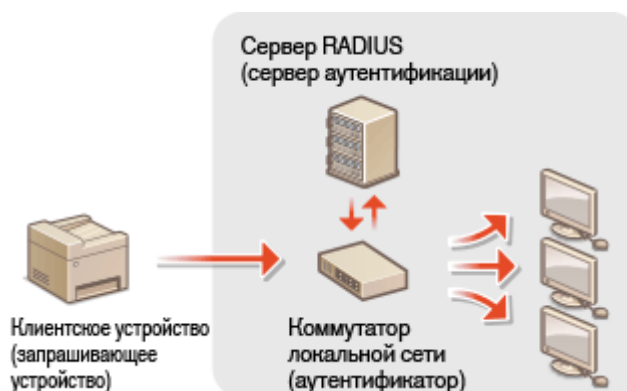 Сервер RADIUS
(сервер аутентификации)
Клиентское устройство
(запрашивающее
устройство)
Коммутатор
локальной сети
(аутентификатор)